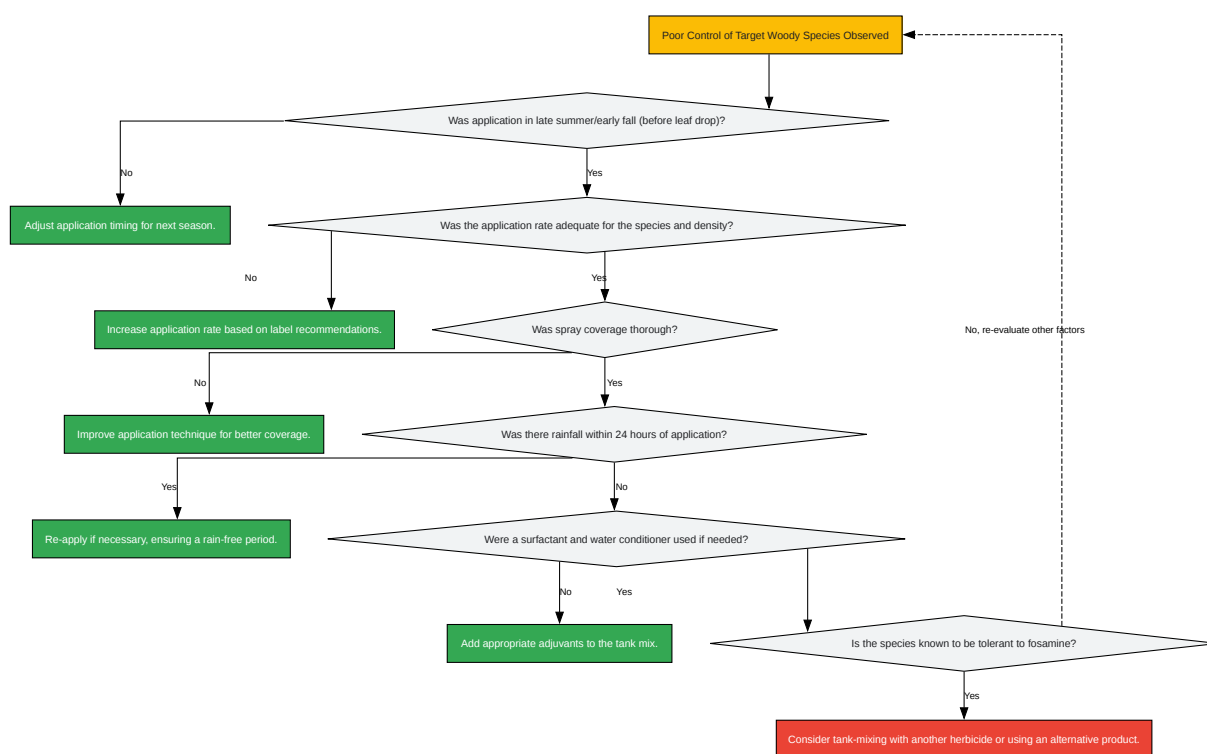 Poor Control of Target Woody Species Observed
Was application in late summer/early fall (before leaf drop)?
No
Yes
Adjust application timing for next season.
Was the application rate adequate for the species and density?
No
Yes
Increase application rate based on label recommendations.
Was spray coverage thorough?
No, re-evaluate other factors
No
Yes
Improve application technique for better coverage.
Was there rainfall within 24 hours of application?
Yes
No
Re-apply if necessary, ensuring a rain-free period.
Were a surfactant and water conditioner used if needed?
No
Yes
Add appropriate adjuvants to the tank mix.
Is the species known to be tolerant to fosamine?
Yes
Consider tank-mixing with another herbicide or using an alternative product.